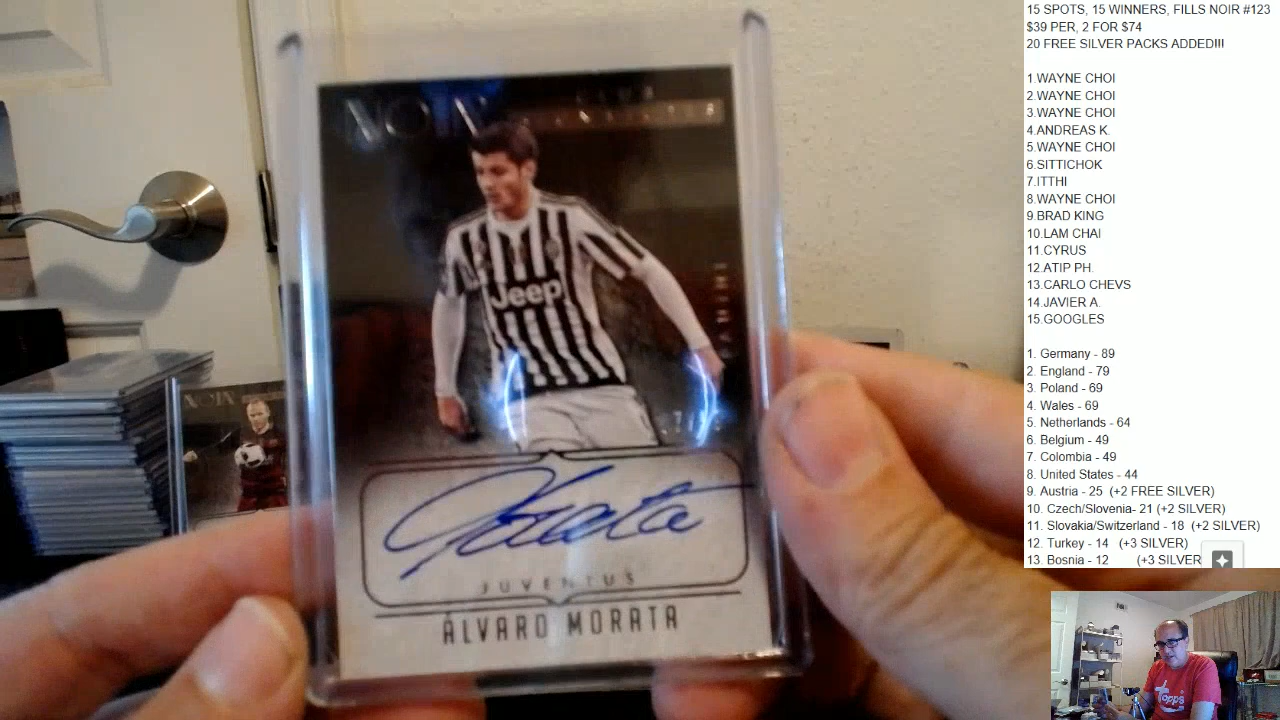 15 SPOTS, 15 WINNERS, FILLS NOIR #123
$39 PER, 2 FOR $74
20 FREE SILVER PACKS ADDED!!!
1.WAYNE CHOI
2.WAYNE CHOI
3.WAYNE CHOI
4.ANDREAS K.
5.WAYNE CHOI
6.SITTICHOK
7.ITTHI
8.WAYNE CHOI
9.BRAD KING
10.LAM CHAI
11.CYRUS
12.ATIP PH.
13.CARLO CHEVS
14.JAVIER A.
15.GOOGLES
1. Germany - 89
2. England - 79
3. Poland - 69
4. Wales - 69
5. Netherlands - 64
6. Belgium - 49
7. Colombia - 49
8. United States - 44
9. Austria - 25 (+2 FREE SILVER)
10. Czech/Slovenia- 21 (+2 SILVER)
11. Slovakia/Switzerland - 18 (+2 SILVER)
12. Turkey - 14 (+3 SILVER)
13. Bosnia - 12 (+3 SILVER
NOIR CLUB
PANINI
Jeep
Morata
JUVENTUS
ÁLVARO MORATA
NOIR
Topps